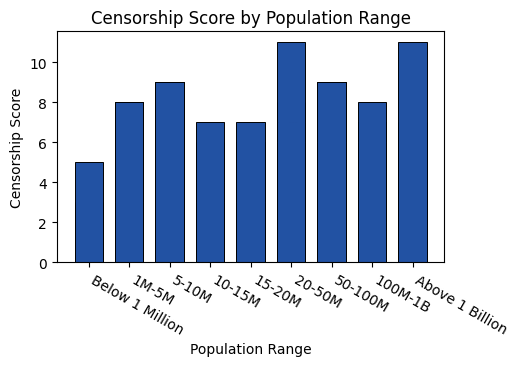 Censorship Score by Population Range
Censorship Score
10
8
6
4
2
0
Below 1 Million
1M-5M
5-10M
10-15M
15-20M
20-50M
50-100M
100M-1B
Above 1 Billion
Population Range